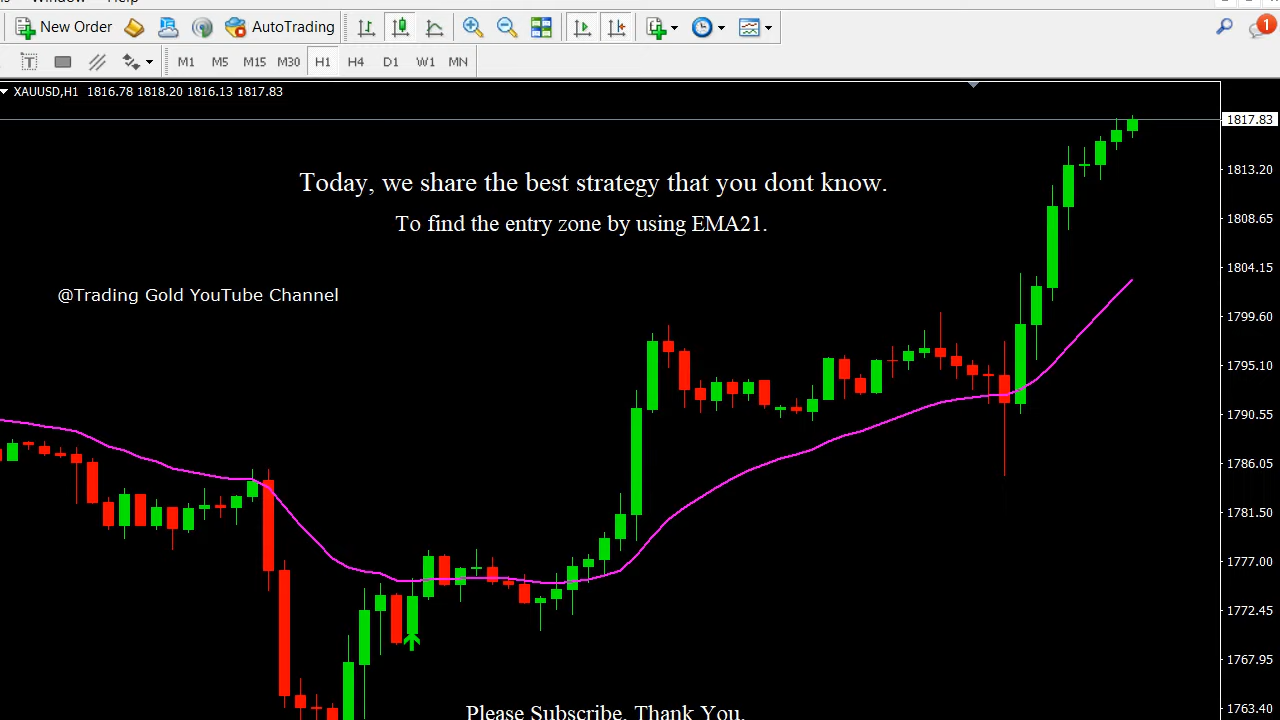 Window Help
New Order AutoTrading 1
T M1 M5 M15 M30 H1 H4 D1 W1 MN
XAUUSD,H1 1816.78 1818.20 1816.13 1817.83
1817.83
1813.20
1808.65
1804.15
1799.60
1795.10
1790.55
1786.05
1781.50
1777.00
1772.45
1767.95
1763.40
Today, we share the best strategy that you dont know.
To find the entry zone by using EMA21.
@Trading Gold YouTube Channel
Please Subscribe. Thank You.